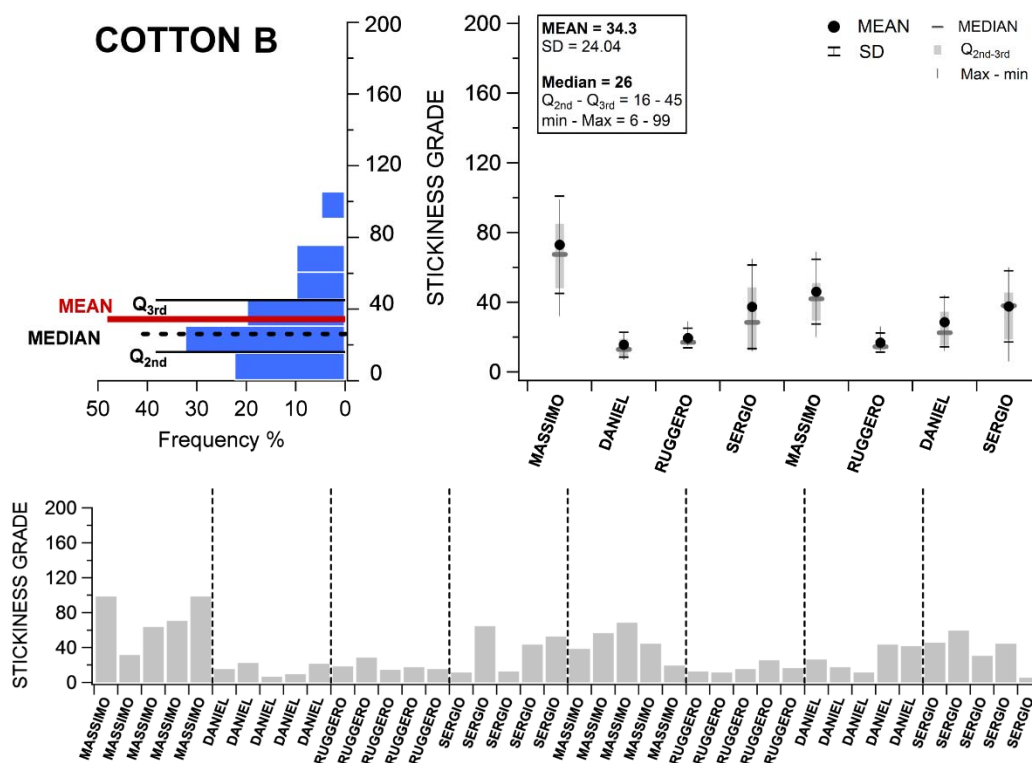 COTTON B
200
160
120
80
40
0
Q3rd
MEAN
MEDIAN
Q2nd
50 40 30 20 10 0
Frequency %
STICKINESS GRADE
200
160
120
80
40
0
MEAN = 34.3
SD = 24.04
Median = 26
Q2nd - Q3rd = 16 - 45
min - Max = 6 - 99
MEAN
SD
MEDIAN
Q2nd-3rd
Max - min
MASSIMO
DANIEL
RUGGERO
SERGIO
MASSIMO
RUGGERO
DANIEL
SERGIO
STICKINESS GRADE
200
160
120
80
40
0
MASSIMO
MASSIMO
MASSIMO
MASSIMO
MASSIMO
DANIEL
DANIEL
DANIEL
DANIEL
DANIEL
RUGGERO
RUGGERO
RUGGERO
RUGGERO
RUGGERO
SERGIO
SERGIO
SERGIO
SERGIO
SERGIO
MASSIMO
MASSIMO
MASSIMO
MASSIMO
MASSIMO
RUGGERO
RUGGERO
RUGGERO
RUGGERO
RUGGERO
DANIEL
DANIEL
DANIEL
DANIEL
DANIEL
SERGIO
SERGIO
SERGIO
SERGIO
SERGIO